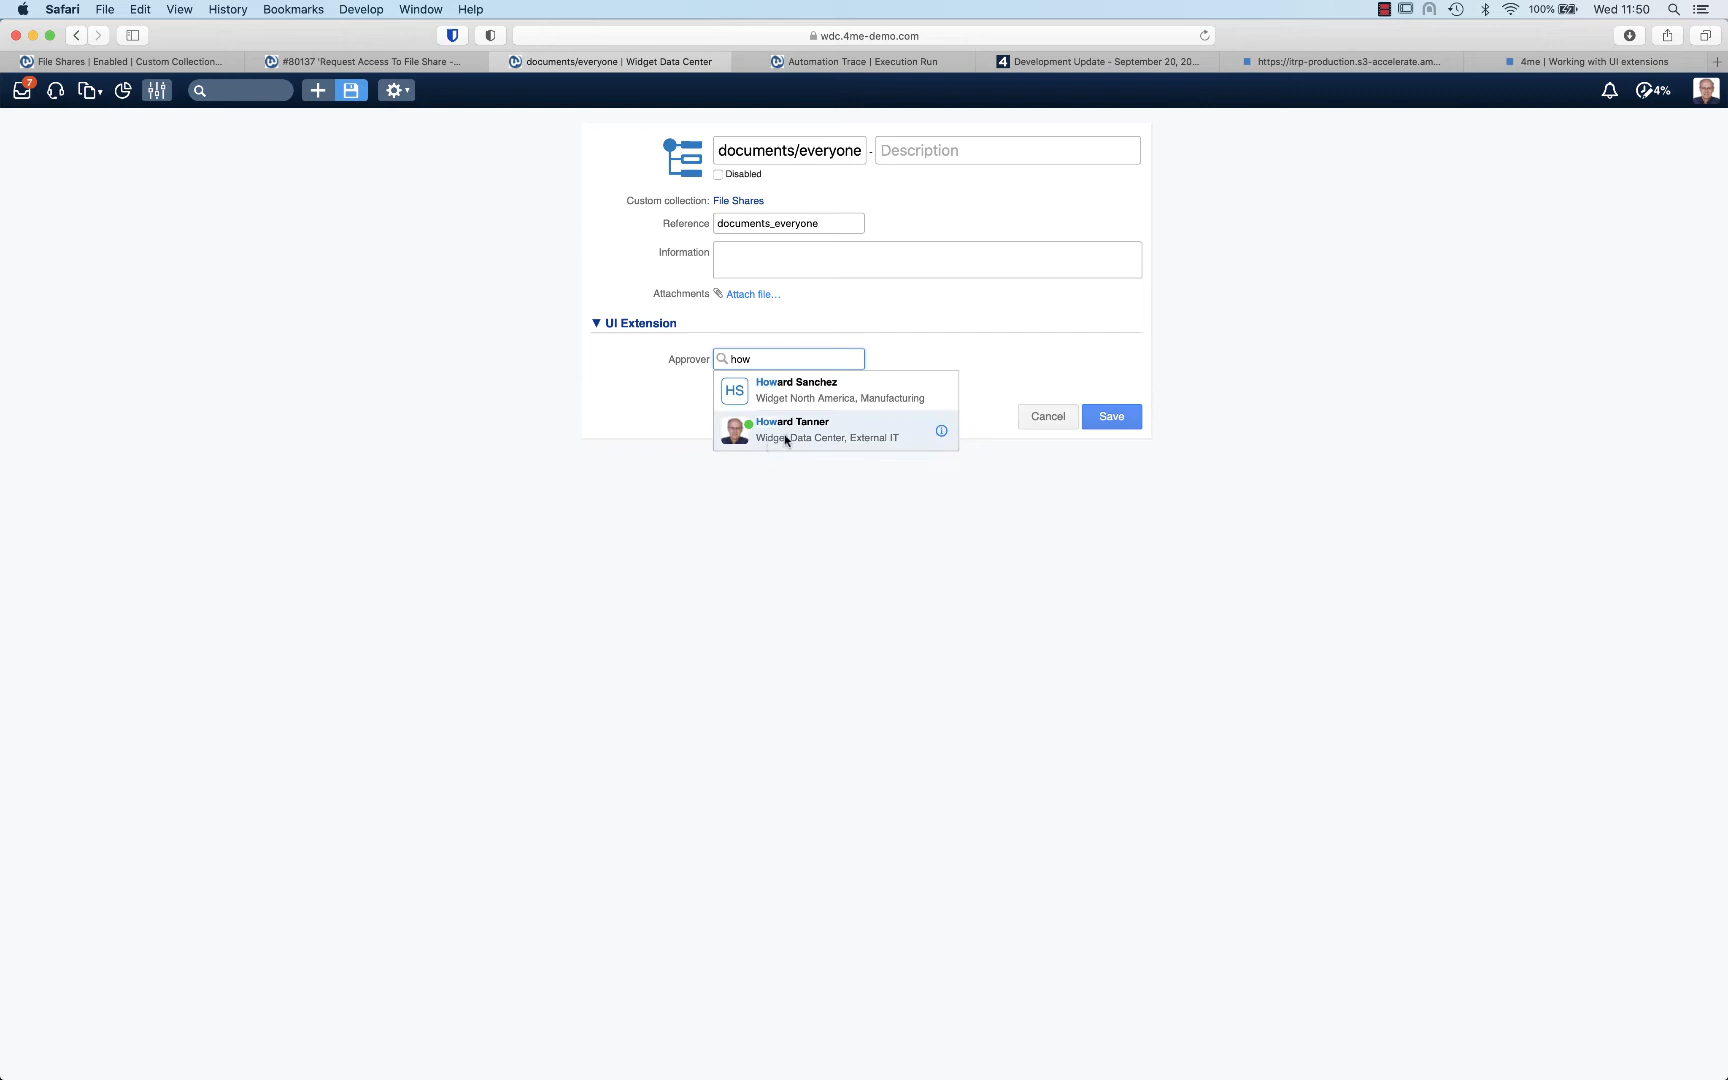 Safari File Edit View History Bookmarks Develop Window Help 100% Wed 11:50
wdc.4me-demo.com
File Shares | Enabled | Custom Collection... #80137 'Request Access To File Share -... documents/everyone | Widget Data Center Automation Trace | Execution Run 4 Development Update - September 20, 20... https://itrp-production.s3-accelerate.am... 4me | Working with UI extensions
7 4%
documents/everyone - Description
Disabled
Custom collection: File Shares
Reference documents_everyone
Information
Attachments Attach file...
▼ UI Extension
Approver how
HS Howard Sanchez
Widget North America, Manufacturing
Howard Tanner
Widget Data Center, External IT
Cancel Save